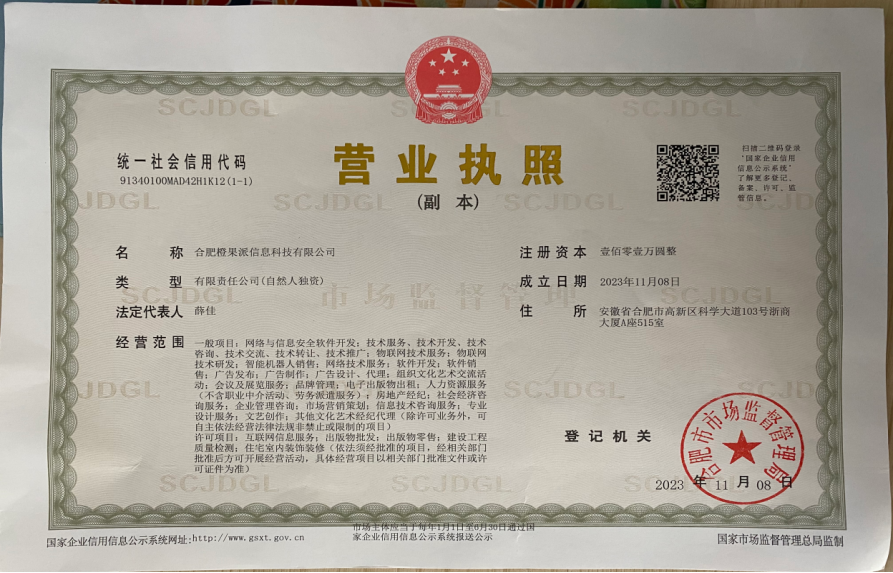 营业执照
(副 本)
统一社会信用代码
91340100MAD42H1K12(1-1)
扫描二维码登录
"国家企业信用
信息公示系统"
了解更多登记、
备案、许可、监
管信息。
名 称 合肥橙果派信息科技有限公司
类 型 有限责任公司(自然人独资)
法定代表人 薛佳
经营范围 一般项目:网络与信息安全软件开发;技术服务、技术开发、技术
咨询、技术交流、技术转让、技术推广;物联网技术服务;物联网
技术研发;智能机器人销售;网络技术服务;软件开发;软件销
售;广告发布;广告制作;广告设计、代理;组织文化艺术交流活
动;会议及展览服务;品牌管理;电子出版物出租;人力资源服务
(不含职业中介活动、劳务派遣服务);房地产经纪;社会经济咨
询服务;企业管理咨询;市场营销策划;信息技术咨询服务;专业
设计服务;文艺创作;其他文化艺术经纪代理(除许可业务外,可
自主依法经营法律法规非禁止或限制的项目)
许可项目:互联网信息服务;出版物批发;出版物零售;建设工程
质量检测;住宅室内装饰装修(依法须经批准的项目,经相关部门
批准后方可开展经营活动,具体经营项目以相关部门批准文件或许
可证件为准)
注册资本 壹佰零壹万圆整
成立日期 2023年11月08日
住 所 安徽省合肥市高新区科学大道103号浙商
大厦A座515室
登记机关
合肥市市场监督管理局
2023 年 11 月 08 日
SCJDGL
市场监督管理
国家企业信用信息公示系统网址:http://www.gsxt.gov.cn
市场主体应当于每年1月1日至6月30日通过国
家企业信用信息公示系统报送公示
国家市场监督管理总局监制